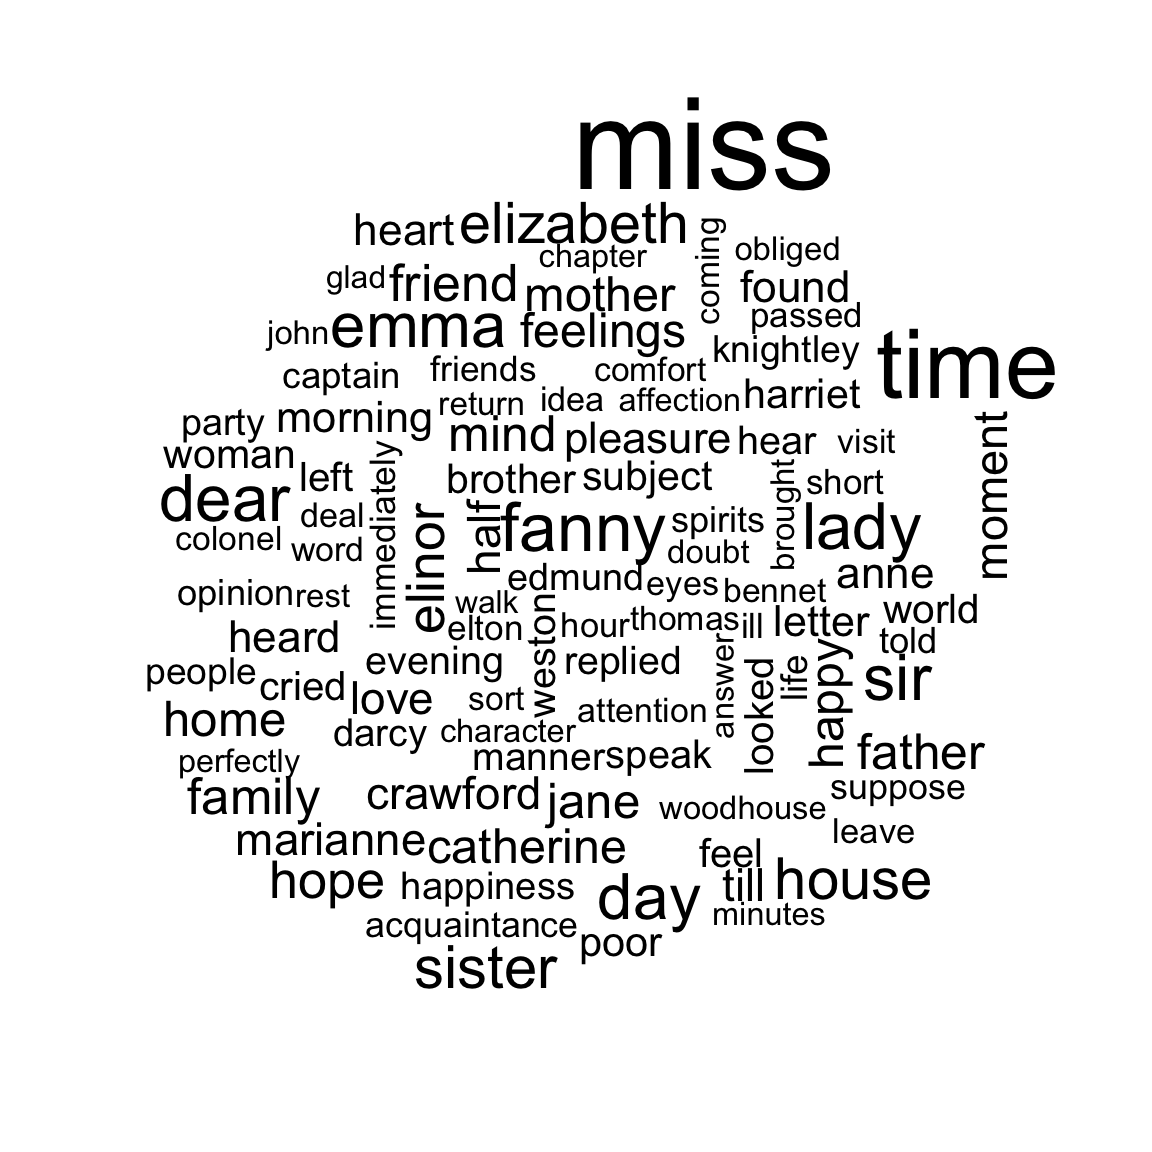 miss
heart elizabeth
coming
chapter
obliged
glad friend mother found
passed
john emma feelings
knightley
time
captain friends comfort
return idea affection harriet
party morning
mind pleasure hear visit
moment
woman
left
immediately
brother subject
brought
short
dear
deal
elinor
half
fanny spirits lady
colonel word
doubt
edmund eyes bennet anne
opinion rest
walk
weston
elton hour thomas ill letter world
heard
told
people
evening
replied
answer
looked
life
happy
sir
cried love sort attention
home
darcy character
perfectly
manner speak
father
family
crawford jane woodhouse
suppose
leave
marianne catherine
feel
hope happiness day till house
minutes
acquaintance
poor
sister